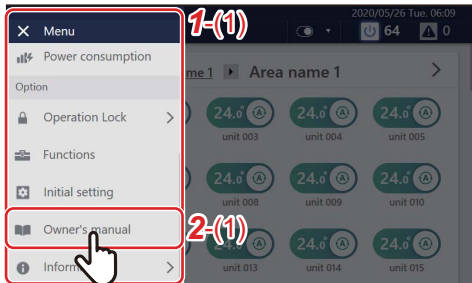 1-(1)
2020/05/26 Tue. 06:09
Menu
64
0
Power consumption
me 1
Area name 1
Option
Operation Lock
24.0 A
24.0 A
24.0 A
unit 003
unit 004
unit 005
Functions
Initial setting
24.0 A
24.0 A
24.0 A
unit 008
unit 009
unit 010
2-(1)
Owner's manual
24.0 A
24.0 A
24.0 A
Inform
unit 013
unit 014
unit 015